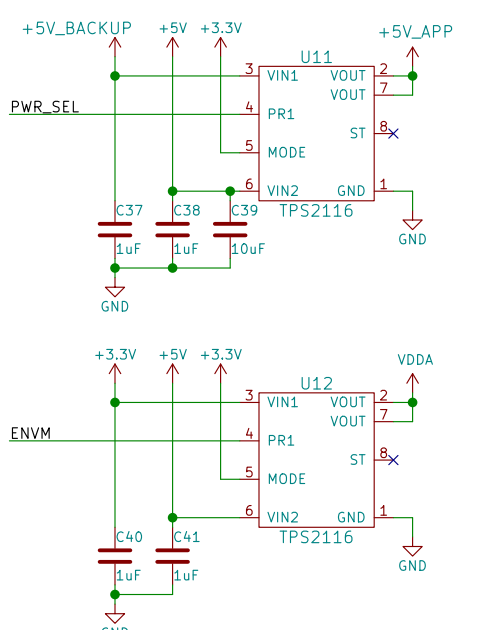 +5V_BACKUP +5V +3.3V +5V_APP
U11
3 VIN1 VOUT 2
VOUT 7
PWR_SEL 4 PR1
ST 8
5 MODE
6 VIN2 GND 1
TPS2116
C37 C38 C39
1uF 1uF 10uF
GND
GND
+3.3V +5V +3.3V VDDA
U12
3 VIN1 VOUT 2
VOUT 7
ENVM 4 PR1
ST 8
5 MODE
6 VIN2 GND 1
TPS2116
C40 C41
GND
1uF 1uF
GND